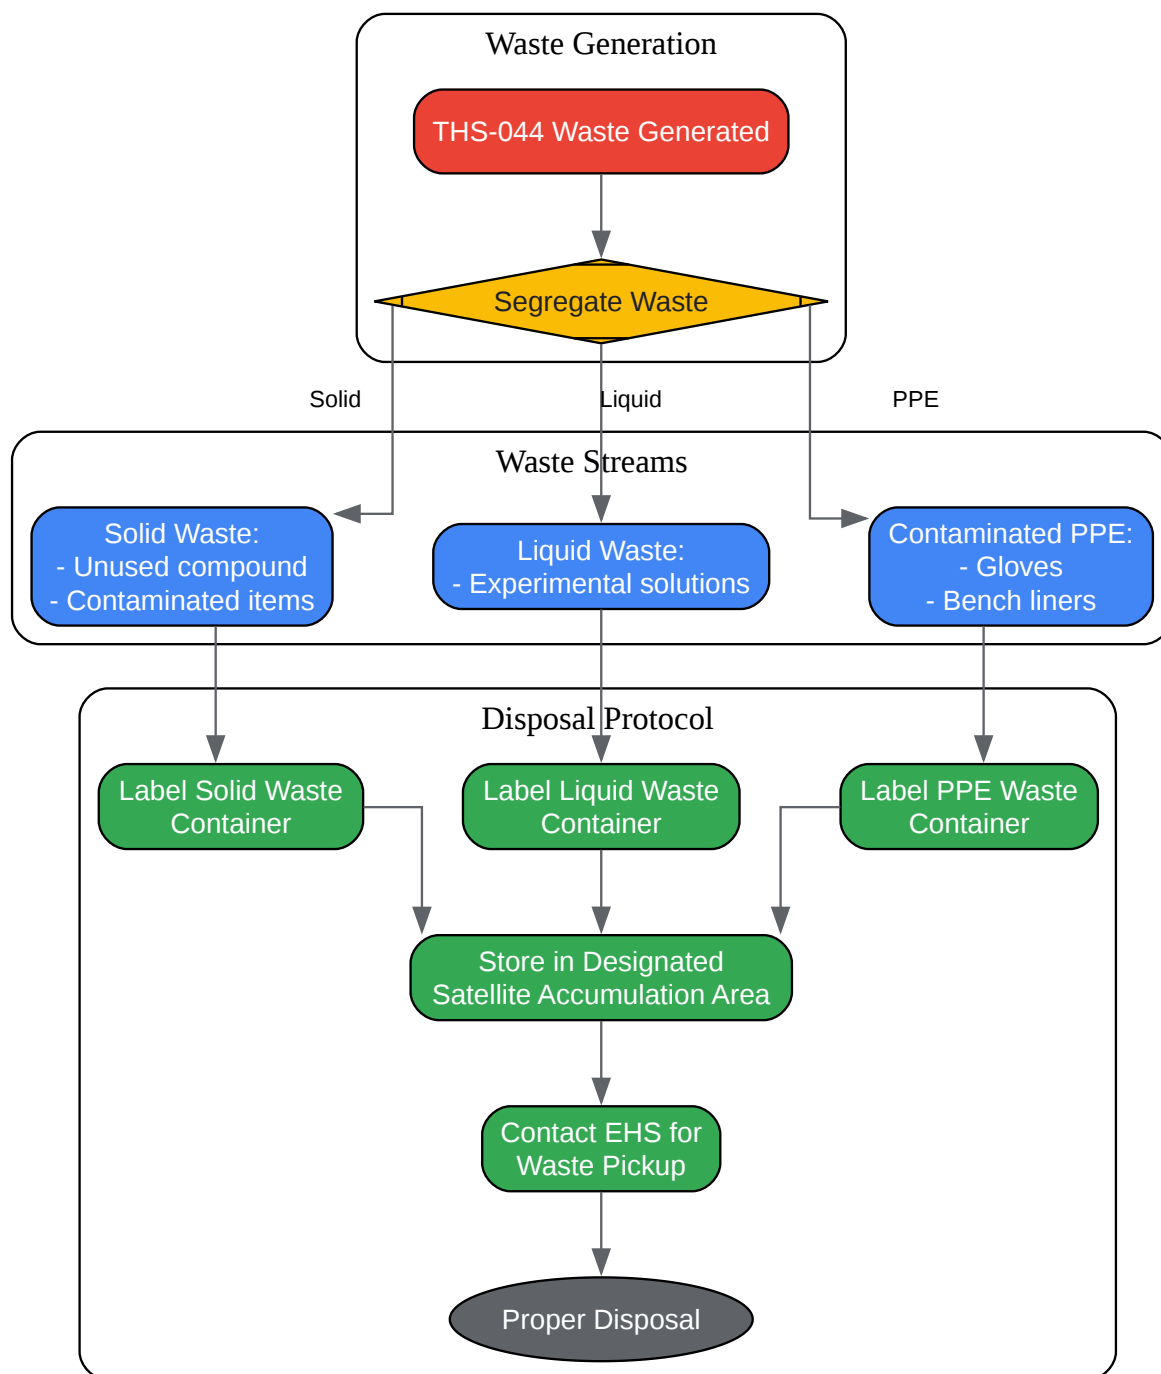 Waste Generation
THS-044 Waste Generated
Segregate Waste
Solid
Liquid
PPE
Waste Streams
Solid Waste:
- Unused compound
- Contaminated items
Liquid Waste:
- Experimental solutions
Contaminated PPE:
- Gloves
- Bench liners
Disposal Protocol
Label Solid Waste
Container
Label Liquid Waste
Container
Label PPE Waste
Container
Store in Designated
Satellite Accumulation Area
Contact EHS for
Waste Pickup
Proper Disposal